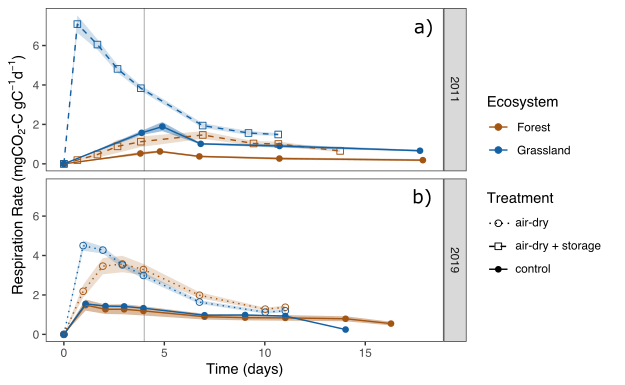 a)
6
4
2
0
2011
b)
6
4
2
0
2019
0
5
10
15
Time (days)
Respiration Rate (mgCO₂-C gC⁻¹d⁻¹)
Ecosystem
Forest
Grassland
Treatment
air-dry
air-dry + storage
control